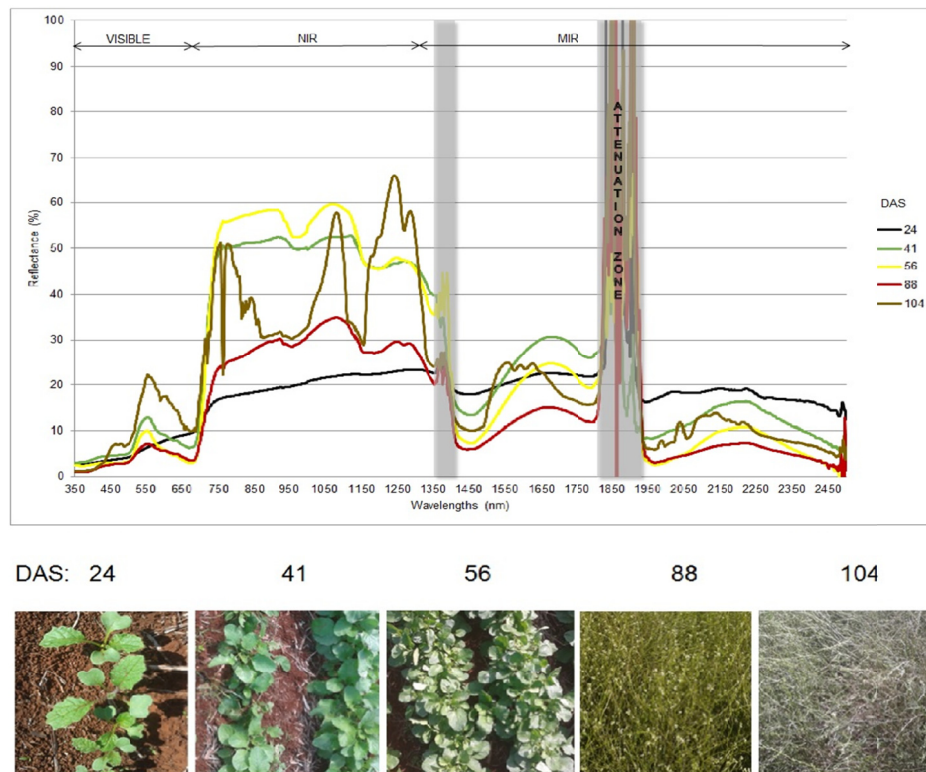 100
VISIBLE NIR MIR
90
80
70
60
50
40
30
20
10
0
Reflectance (%)
350 450 550 650 750 850 950 1050 1150 1250 1350 1450 1550 1650 1750 1850 1950 2050 2150 2250 2350 2450
Wavelengths (nm)
ATTENUATION ZONE
DAS
24
41
56
88
104
DAS: 24 41 56 88 104